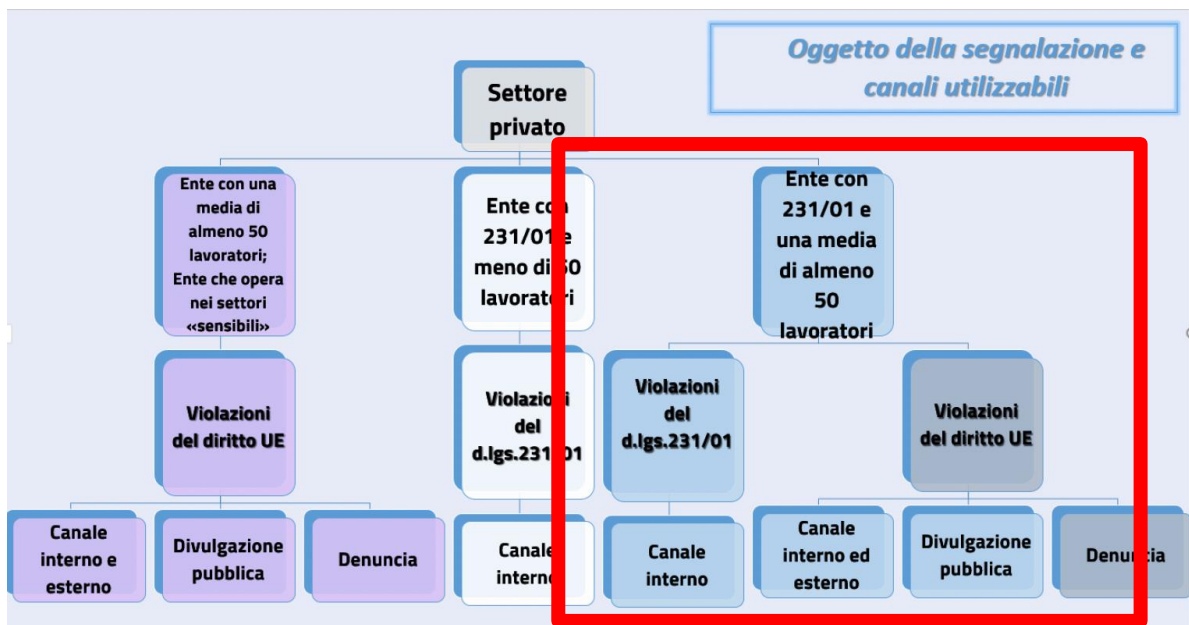 Oggetto della segnalazione e
canali utilizzabili
Settore
privato
Ente con una
media di
almeno 50
lavoratori;
Ente che opera
nei settori
«sensibili»
Ente con
231/01 e
meno di 50
lavoratori
Ente con
231/01 e
una media
di almeno
50
lavoratori
Violazioni
del diritto UE
Violazioni
del
d.lgs.231/01
Violazioni
del
d.lgs.231/01
Violazioni
del diritto UE
Canale
interno e
esterno
Divulgazione
pubblica
Denuncia
Canale
interno
Canale
interno
Canale
interno ed
esterno
Divulgazione
pubblica
Denuncia